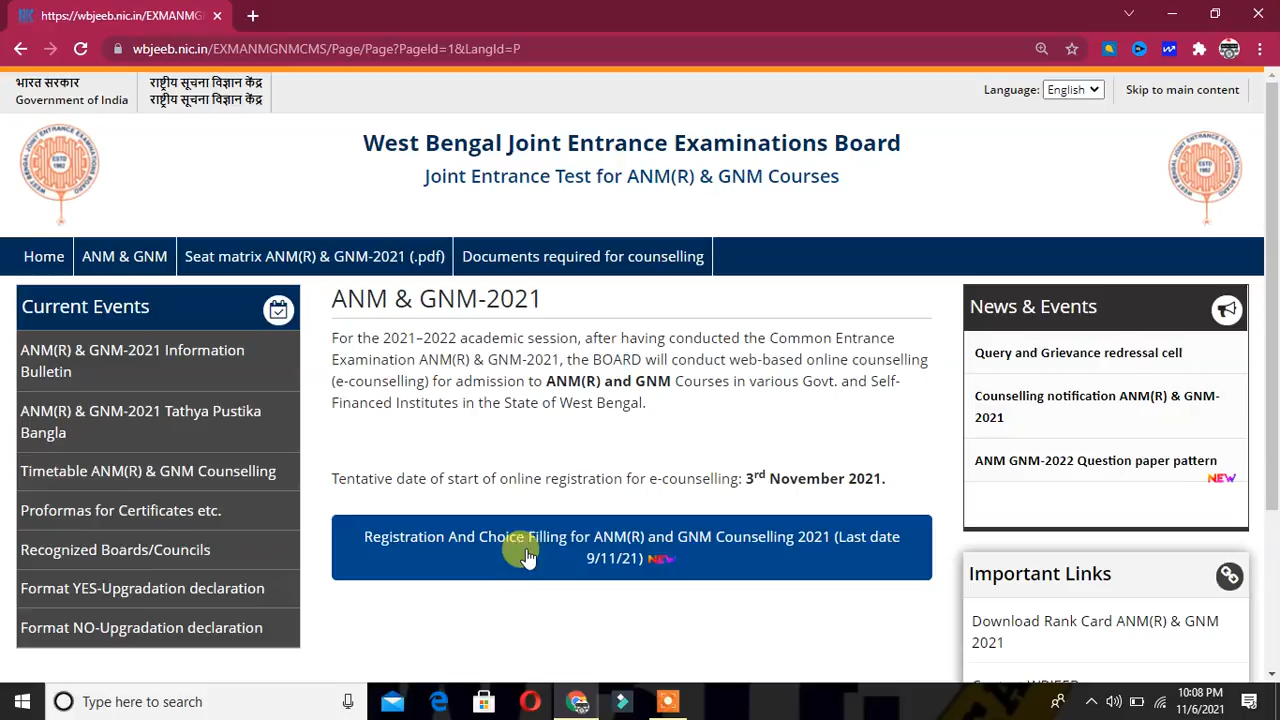 https://wbjeeb.nic.in/EXMANMG
wbjeeb.nic.in/EXMANMGNMCMS/Page/Page?PageId=1&LangId=P
भारत सरकार
Government of India
राष्ट्रीय सूचना विज्ञान केंद्र
राष्ट्रीय सूचना विज्ञान केंद्र
Language: English
Skip to main content
West Bengal Joint Entrance Examinations Board
Joint Entrance Test for ANM(R) & GNM Courses
Home
ANM & GNM
Seat matrix ANM(R) & GNM-2021 (.pdf)
Documents required for counselling
Current Events
ANM(R) & GNM-2021 Information
Bulletin
ANM(R) & GNM-2021 Tathya Pustika
Bangla
Timetable ANM(R) & GNM Counselling
Proformas for Certificates etc.
Recognized Boards/Councils
Format YES-Upgradation declaration
Format NO-Upgradation declaration
ANM & GNM-2021
For the 2021–2022 academic session, after having conducted the Common Entrance
Examination ANM(R) & GNM-2021, the BOARD will conduct web-based online counselling
(e-counselling) for admission to ANM(R) and GNM Courses in various Govt. and Self-
Financed Institutes in the State of West Bengal.
Tentative date of start of online registration for e-counselling: 3rd November 2021.
Registration And Choice Filling for ANM(R) and GNM Counselling 2021 (Last date
9/11/21) NEW
News & Events
Query and Grievance redressal cell
Counselling notification ANM(R) & GNM-
2021
ANM GNM-2022 Question paper pattern
NEW
Important Links
Download Rank Card ANM(R) & GNM
2021
Type here to search
10:08 PM
11/6/2021